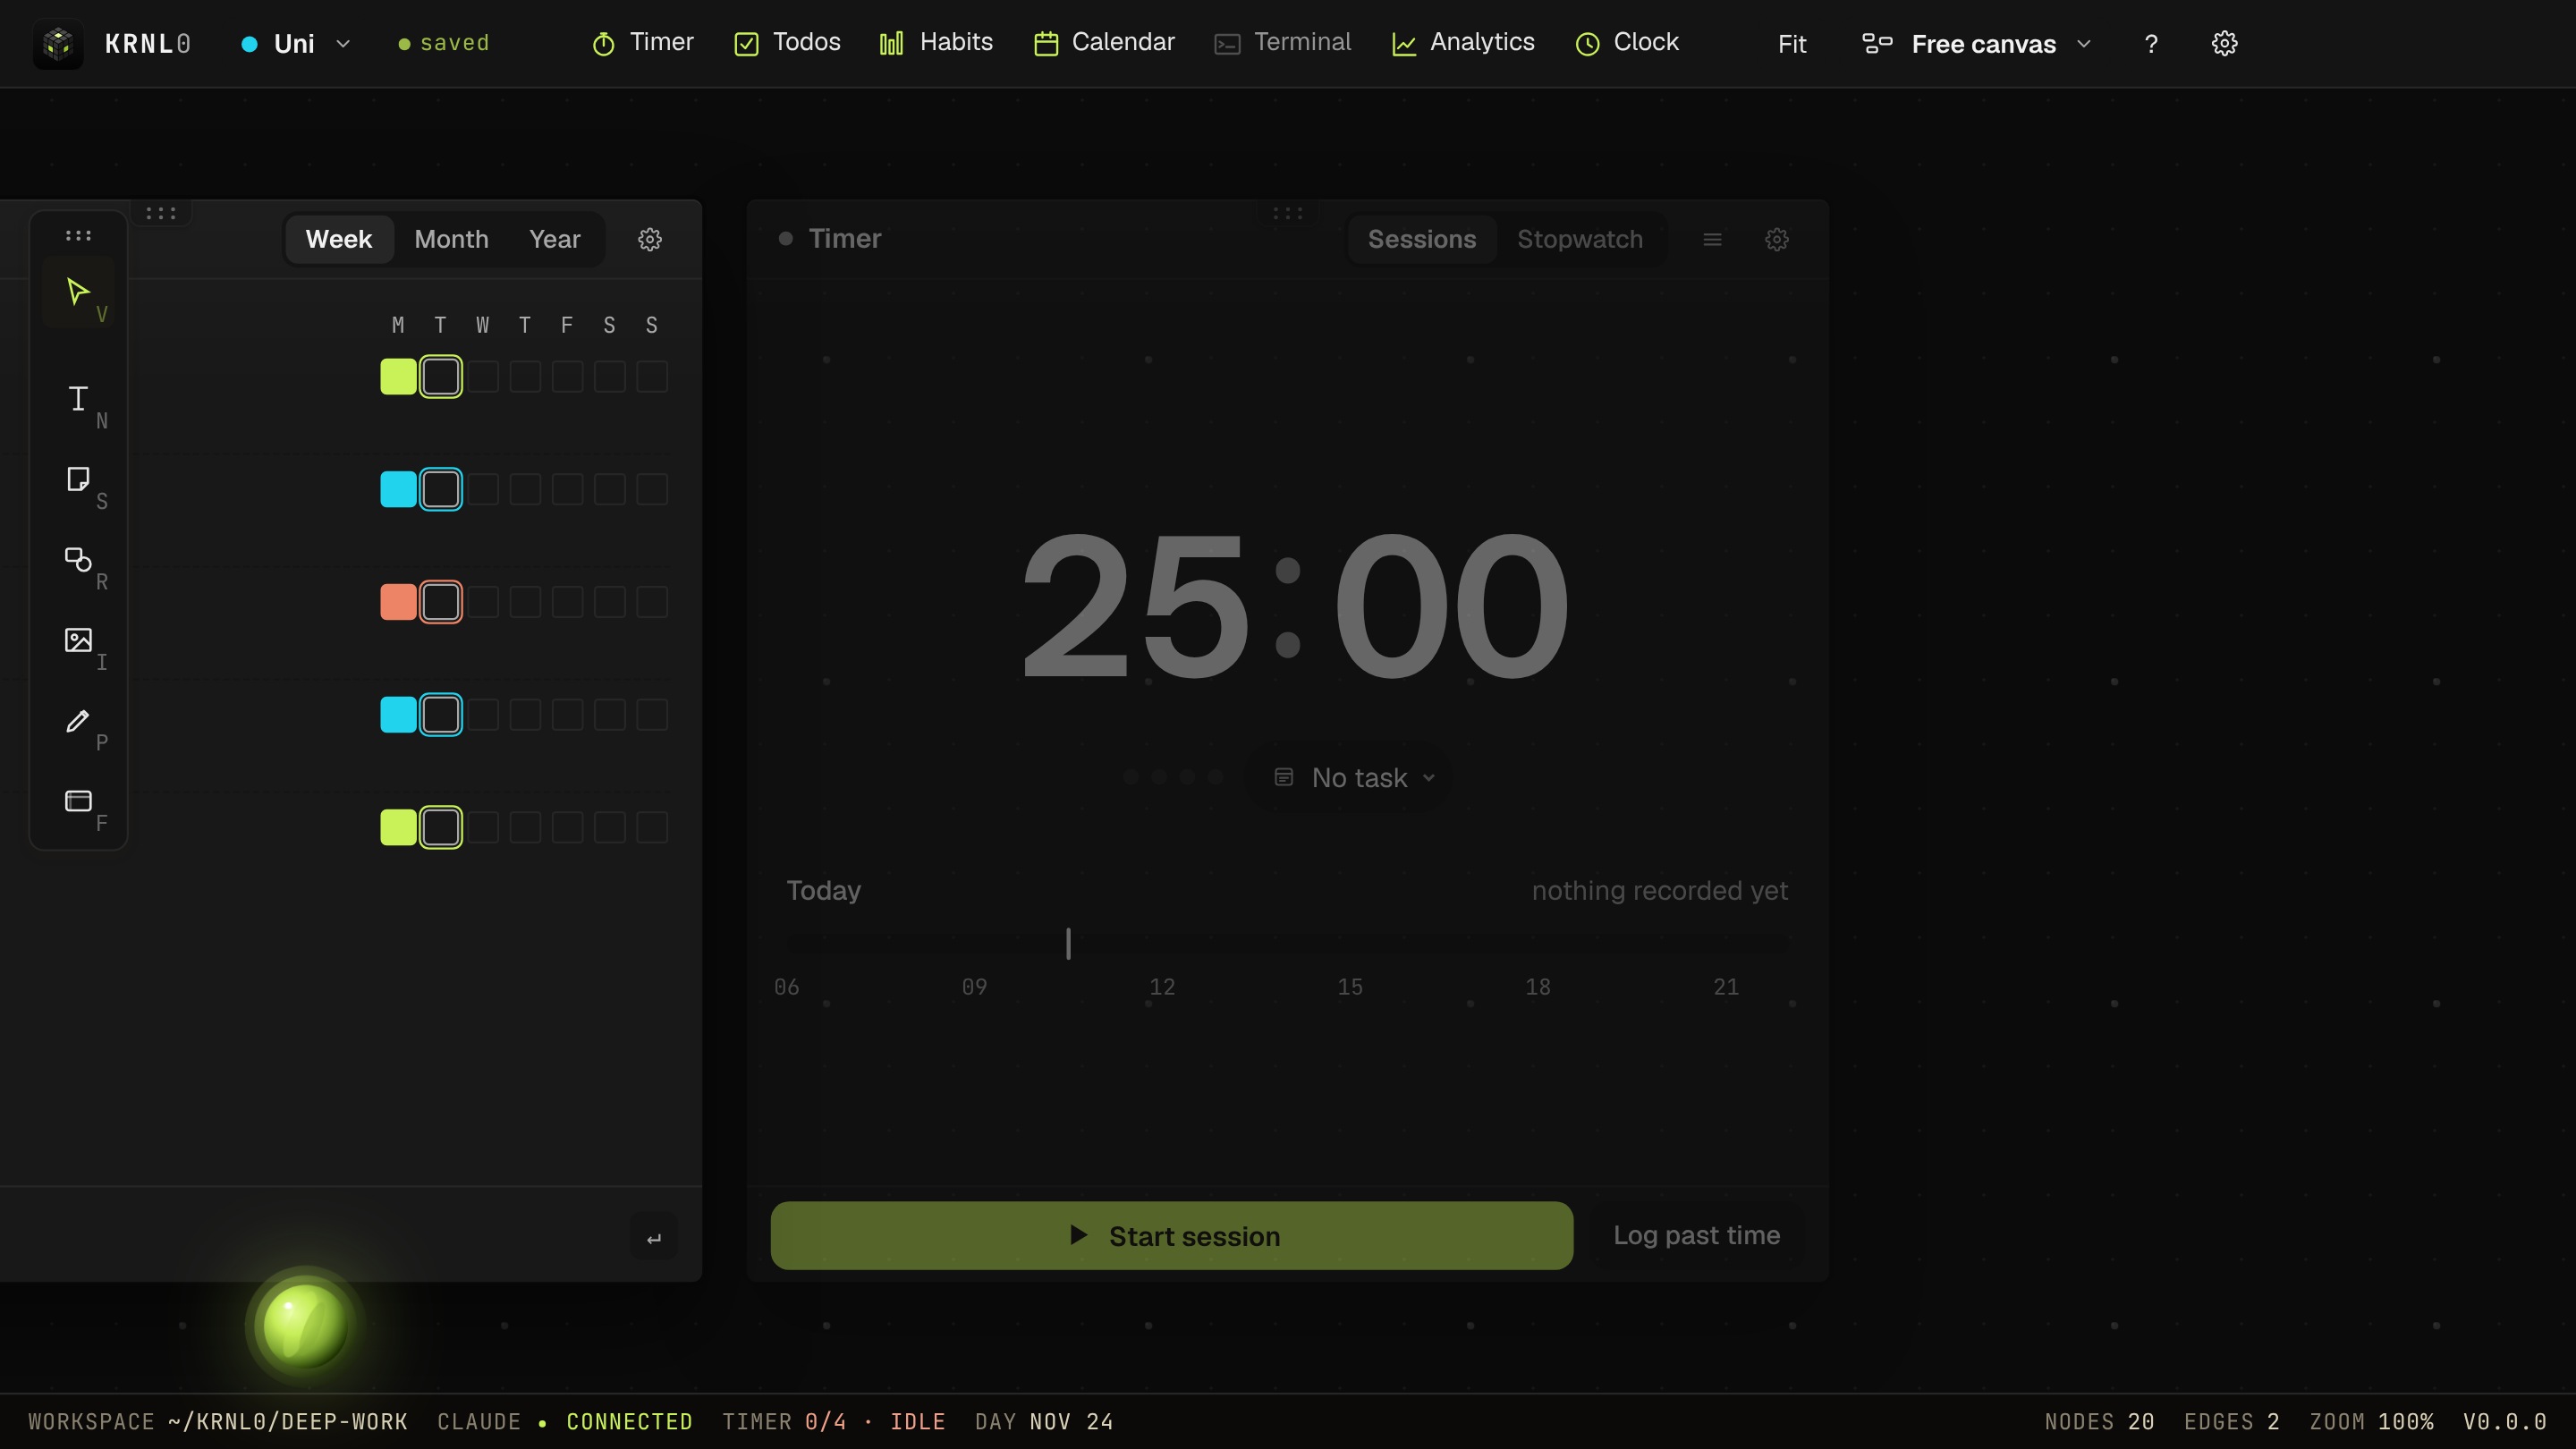 KRNL0 Uni saved Timer Todos Habits Calendar Terminal Analytics Clock Fit Free canvas ?
Week Month Year
V
N
S
R
I
P
F
M T W T F S S
Timer Sessions Stopwatch
25:00
No task
Today nothing recorded yet
06 09 12 15 18 21
Start session Log past time
WORKSPACE ~/KRNL0/DEEP-WORK CLAUDE • CONNECTED TIMER 0/4 · IDLE DAY NOV 24 NODES 20 EDGES 2 ZOOM 100% V0.0.0